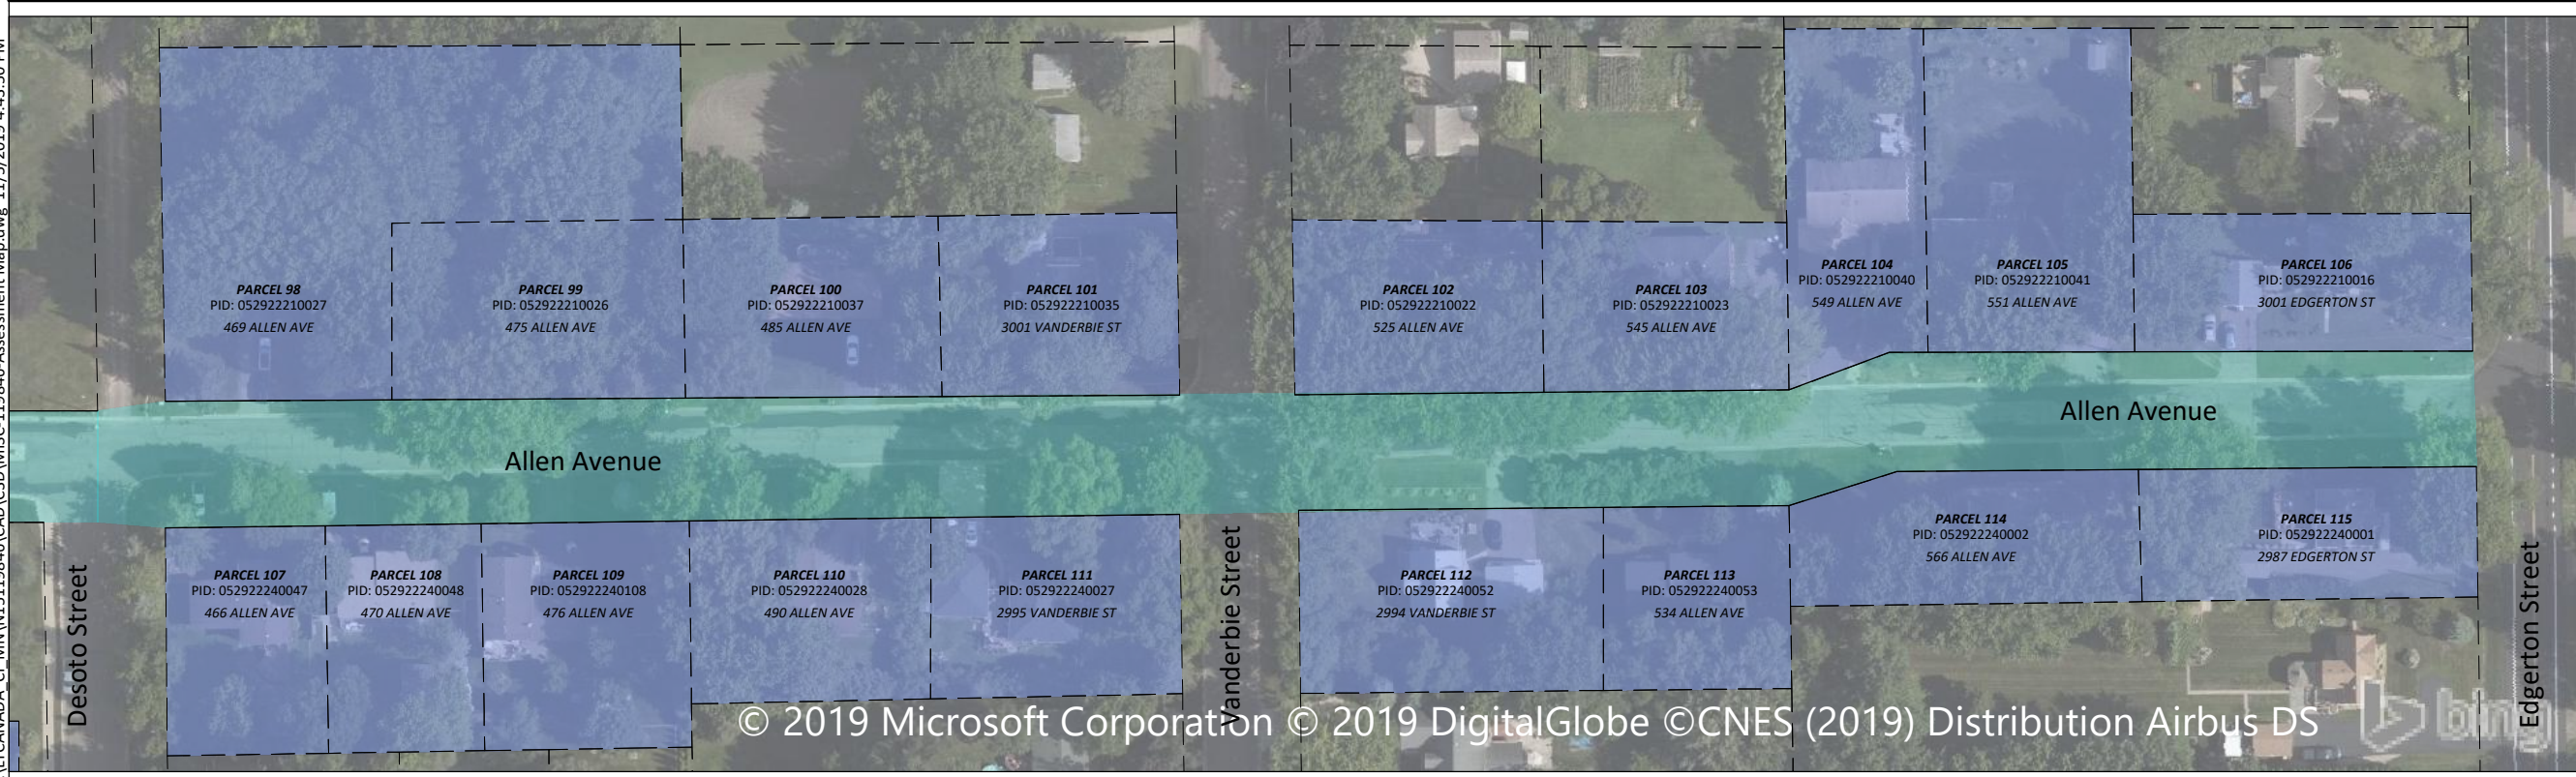 PARCEL 98
PID: 052922210027
469 ALLEN AVE
PARCEL 99
PID: 052922210026
475 ALLEN AVE
PARCEL 100
PID: 052922210037
485 ALLEN AVE
PARCEL 101
PID: 052922210035
3001 VANDERBIE ST
PARCEL 102
PID: 052922210022
525 ALLEN AVE
PARCEL 103
PID: 052922210023
545 ALLEN AVE
PARCEL 104
PID: 052922210040
549 ALLEN AVE
PARCEL 105
PID: 052922210041
551 ALLEN AVE
PARCEL 106
PID: 052922210016
3001 EDGERTON ST
Allen Avenue
Allen Avenue
PARCEL 107
PID: 052922240047
466 ALLEN AVE
PARCEL 108
PID: 052922240048
470 ALLEN AVE
PARCEL 109
PID: 052922240108
476 ALLEN AVE
PARCEL 110
PID: 052922240028
490 ALLEN AVE
PARCEL 111
PID: 052922240027
2995 VANDERBIE ST
PARCEL 112
PID: 052922240052
2994 VANDERBIE ST
PARCEL 113
PID: 052922240053
534 ALLEN AVE
PARCEL 114
PID: 052922240002
566 ALLEN AVE
PARCEL 115
PID: 052922240001
2987 EDGERTON ST
Desoto Street
Vanderbie Street
Edgerton Street
© 2019 Microsoft Corporation © 2019 DigitalGlobe ©CNES (2019) Distribution Airbus DS
bing